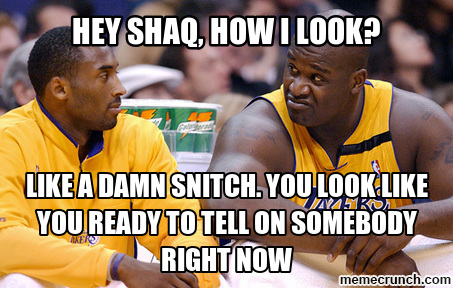 HEY SHAQ, HOW I LOOK?
LIKE A DAMN SNITCH. YOU LOOK LIKE
YOU READY TO TELL ON SOMEBODY
RIGHT NOW
memecrunch.com